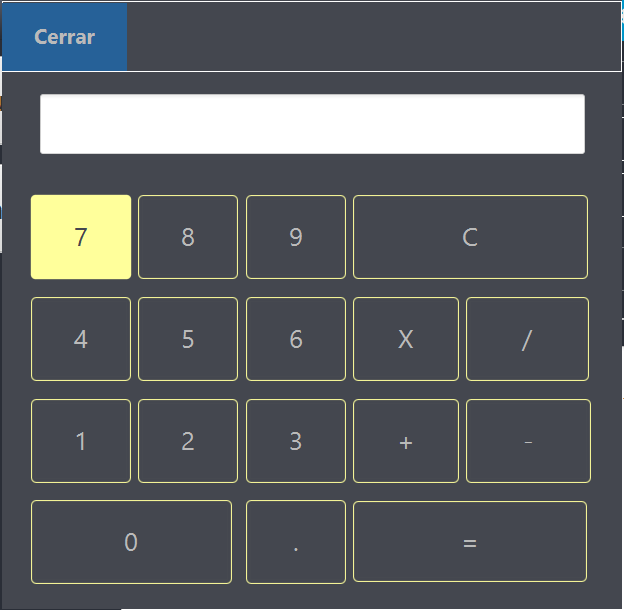 Cerrar
7 8 9 C
4 5 6 X /
1 2 3 + -
0 . =